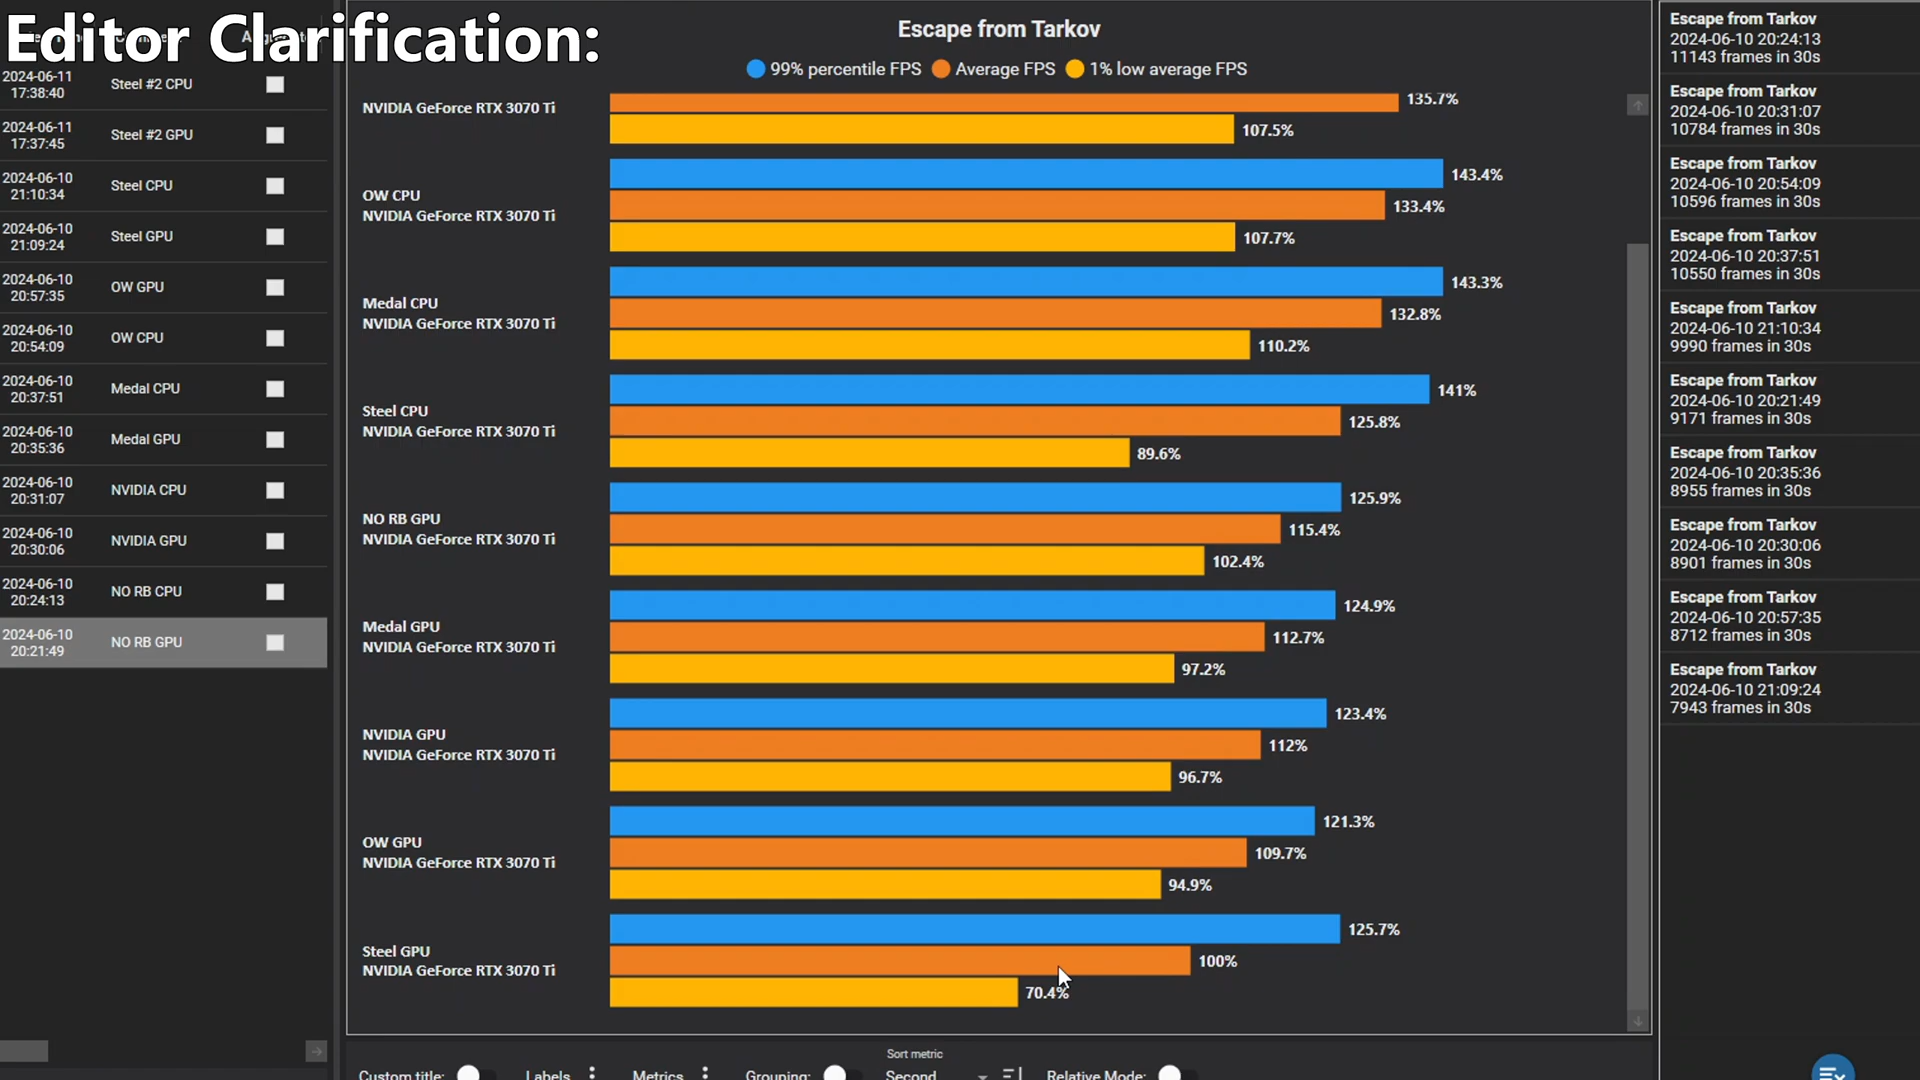 Editor Clarification:
2024-06-11
17:38:40
Steel #2 CPU
2024-06-11
17:37:45
Steel #2 GPU
2024-06-10
21:10:34
Steel CPU
2024-06-10
21:09:24
Steel GPU
2024-06-10
20:57:35
OW GPU
2024-06-10
20:54:09
OW CPU
2024-06-10
20:37:51
Medal CPU
2024-06-10
20:35:36
Medal GPU
2024-06-10
20:31:07
NVIDIA CPU
2024-06-10
20:30:06
NVIDIA GPU
2024-06-10
20:24:13
NO RB CPU
2024-06-10
20:21:49
NO RB GPU
Escape from Tarkov
99% percentile FPS Average FPS 1% low average FPS
NVIDIA GeForce RTX 3070 Ti
135.7%
107.5%
OW CPU
NVIDIA GeForce RTX 3070 Ti
143.4%
133.4%
107.7%
Medal CPU
NVIDIA GeForce RTX 3070 Ti
143.3%
132.8%
110.2%
Steel CPU
NVIDIA GeForce RTX 3070 Ti
141%
125.8%
89.6%
NO RB GPU
NVIDIA GeForce RTX 3070 Ti
125.9%
115.4%
102.4%
Medal GPU
NVIDIA GeForce RTX 3070 Ti
124.9%
112.7%
97.2%
NVIDIA GPU
NVIDIA GeForce RTX 3070 Ti
123.4%
112%
96.7%
OW GPU
NVIDIA GeForce RTX 3070 Ti
121.3%
109.7%
94.9%
Steel GPU
NVIDIA GeForce RTX 3070 Ti
125.7%
100%
70.4%
Sort metric
Custom title: Labels Metrics Grouping: Second Relative Mode:
Escape from Tarkov
2024-06-10 20:24:13
11143 frames in 30s
Escape from Tarkov
2024-06-10 20:31:07
10784 frames in 30s
Escape from Tarkov
2024-06-10 20:54:09
10596 frames in 30s
Escape from Tarkov
2024-06-10 20:37:51
10550 frames in 30s
Escape from Tarkov
2024-06-10 21:10:34
9990 frames in 30s
Escape from Tarkov
2024-06-10 20:21:49
9171 frames in 30s
Escape from Tarkov
2024-06-10 20:35:36
8955 frames in 30s
Escape from Tarkov
2024-06-10 20:30:06
8901 frames in 30s
Escape from Tarkov
2024-06-10 20:57:35
8712 frames in 30s
Escape from Tarkov
2024-06-10 21:09:24
7943 frames in 30s